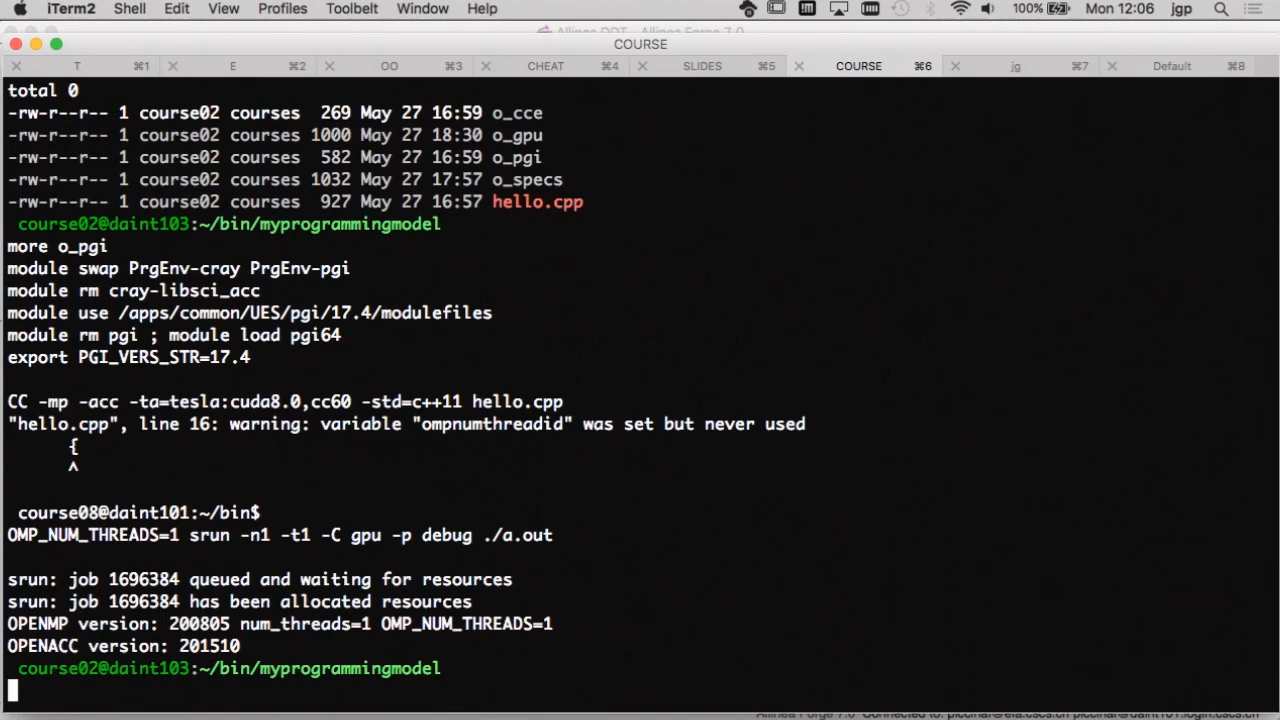 iTerm2 Shell Edit View Profiles Toolbelt Window Help 100% Mon 12:06 jgp
Allinea DDT - Allinea Forge 7.0
COURSE
T ⌘1 E ⌘2 OO ⌘3 CHEAT ⌘4 SLIDES ⌘5 COURSE ⌘6 jg ⌘7 Default ⌘8
total 0
-rw-r--r-- 1 course02 courses 269 May 27 16:59 o_cce
-rw-r--r-- 1 course02 courses 1000 May 27 18:30 o_gpu
-rw-r--r-- 1 course02 courses 582 May 27 16:59 o_pgi
-rw-r--r-- 1 course02 courses 1032 May 27 17:57 o_specs
-rw-r--r-- 1 course02 courses 927 May 27 16:57 hello.cpp
course02@daint103:~/bin/myprogrammingmodel
more o_pgi
module swap PrgEnv-cray PrgEnv-pgi
module rm cray-libsci_acc
module use /apps/common/UES/pgi/17.4/modulefiles
module rm pgi ; module load pgi64
export PGI_VERS_STR=17.4
CC -mp -acc -ta=tesla:cuda8.0,cc60 -std=c++11 hello.cpp
"hello.cpp", line 16: warning: variable "ompnumthreadid" was set but never used
{
^
course08@daint101:~/bin$
OMP_NUM_THREADS=1 srun -n1 -t1 -C gpu -p debug ./a.out
srun: job 1696384 queued and waiting for resources
srun: job 1696384 has been allocated resources
OPENMP version: 200805 num_threads=1 OMP_NUM_THREADS=1
OPENACC version: 201510
course02@daint103:~/bin/myprogrammingmodel